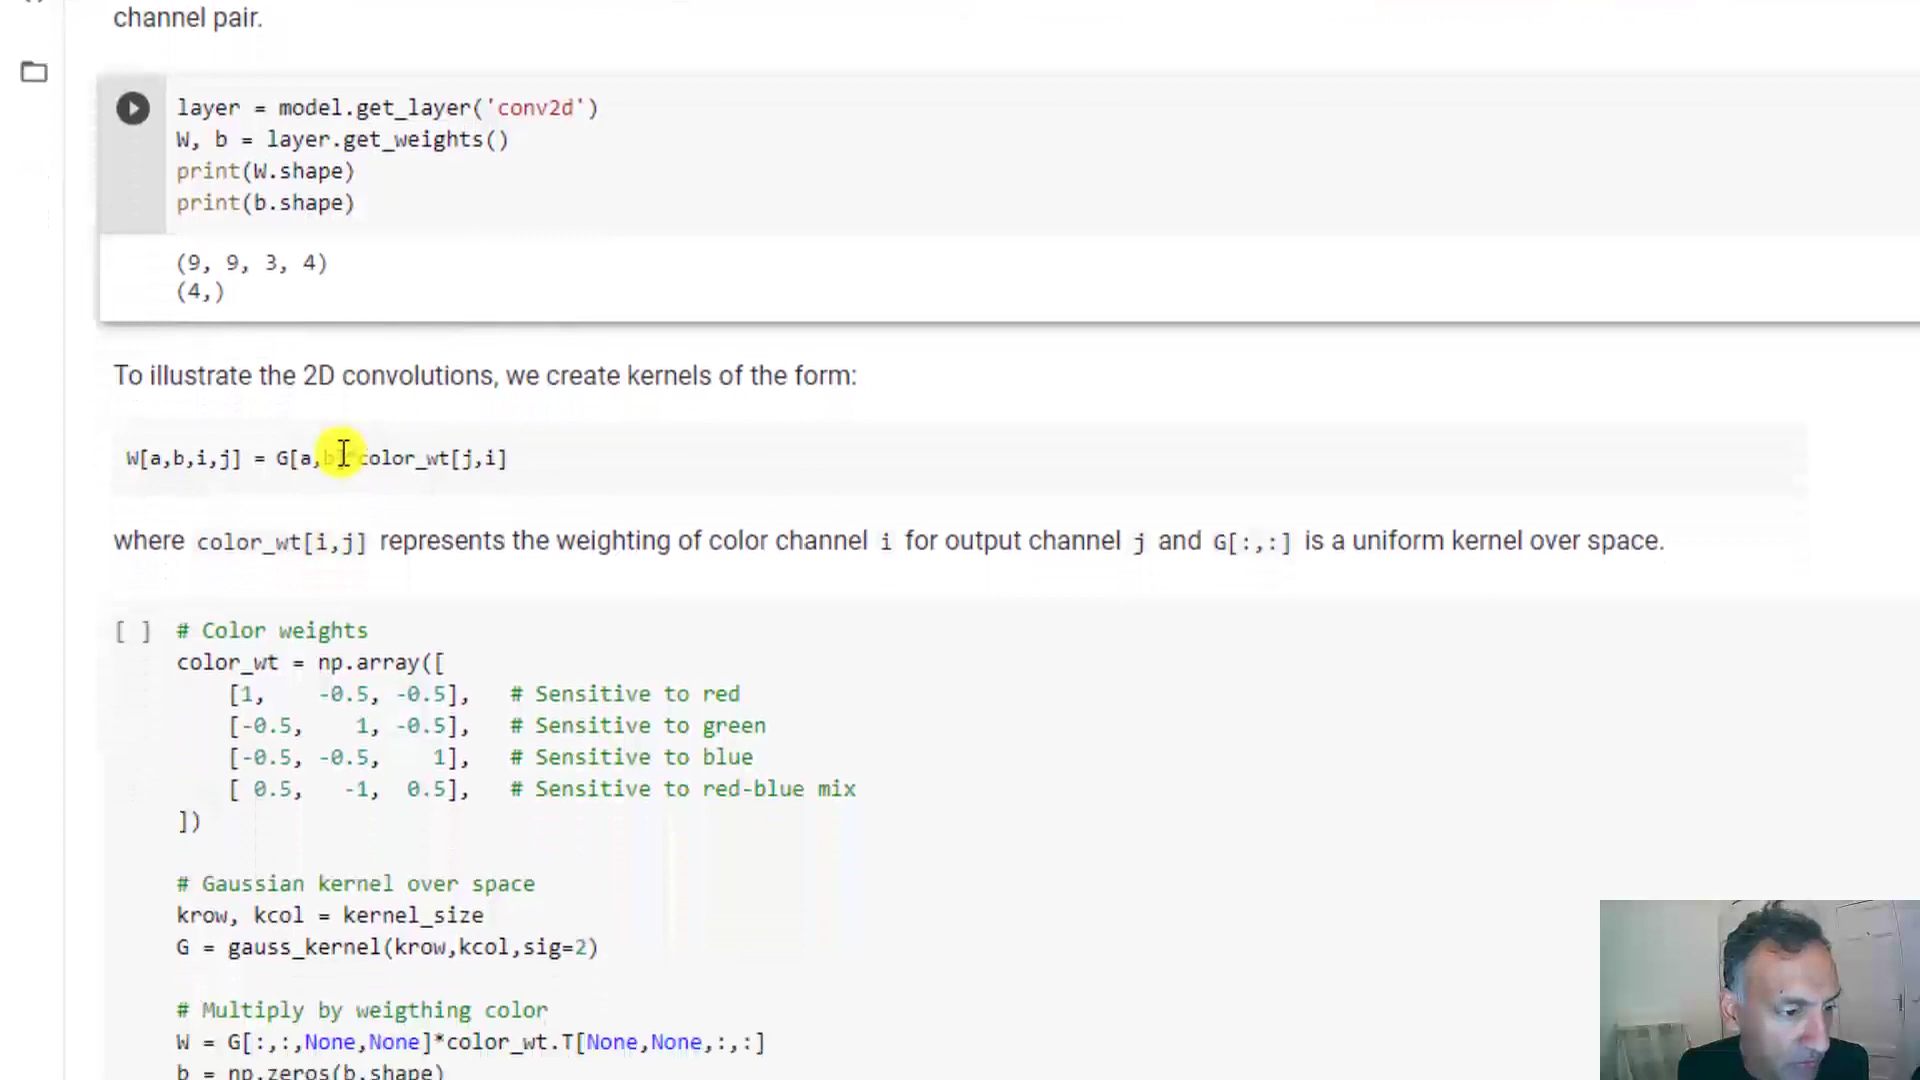 channel pair.
layer = model.get_layer('conv2d')
W, b = layer.get_weights()
print(W.shape)
print(b.shape)
(9, 9, 3, 4)
(4,)
To illustrate the 2D convolutions, we create kernels of the form:
W[a,b,i,j] = G[a,b]*color_wt[j,i]
where color_wt[i,j] represents the weighting of color channel i for output channel j and G[:,:] is a uniform kernel over space.
[ ] # Color weights
color_wt = np.array([
[1, -0.5, -0.5], # Sensitive to red
[-0.5, 1, -0.5], # Sensitive to green
[-0.5, -0.5, 1], # Sensitive to blue
[ 0.5, -1, 0.5], # Sensitive to red-blue mix
])
# Gaussian kernel over space
krow, kcol = kernel_size
G = gauss_kernel(krow,kcol,sig=2)
# Multiply by weigthing color
W = G[:,:,None,None]*color_wt.T[None,None,:,:]
b = np.zeros(b.shape)